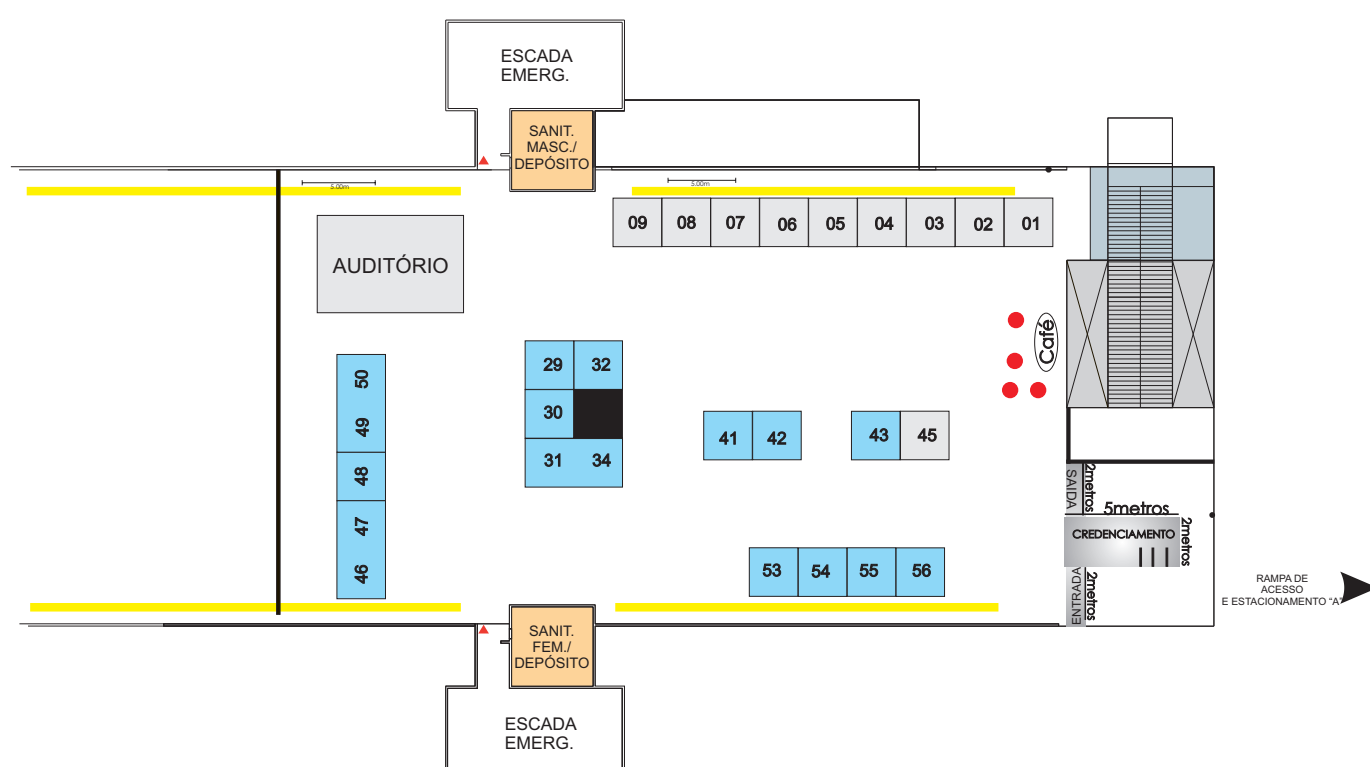 ESCADA
EMERG.
SANIT.
MASC./
DEPÓSITO
5.00m
5.00m
09
08
07
06
05
04
03
02
01
AUDITÓRIO
Café
29
32
30
31
34
50
49
48
47
46
41
42
43
45
53
54
55
56
SAIDA
2metros
5metros
CREDENCIAMENTO
2metros
ENTRADA
2metros
RAMPA DE
ACESSO
E ESTACIONAMENTO “A”
SANIT.
FEM./
DEPÓSITO
ESCADA
EMERG.